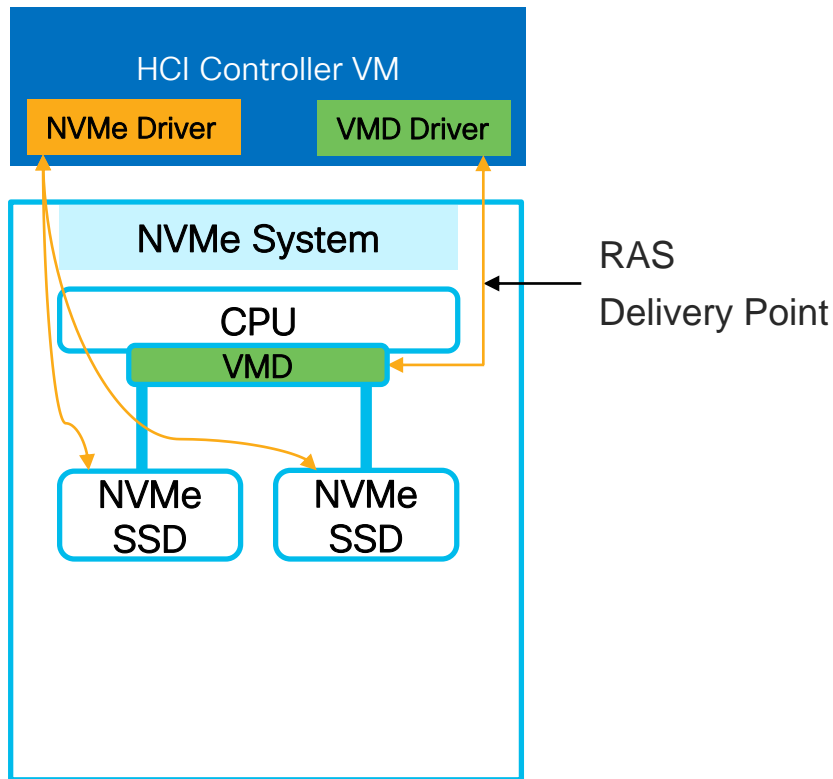 HCI Controller VM
NVMe Driver
VMD Driver
NVMe System
RAS
Delivery Point
CPU
VMD
NVMe
SSD
NVMe
SSD